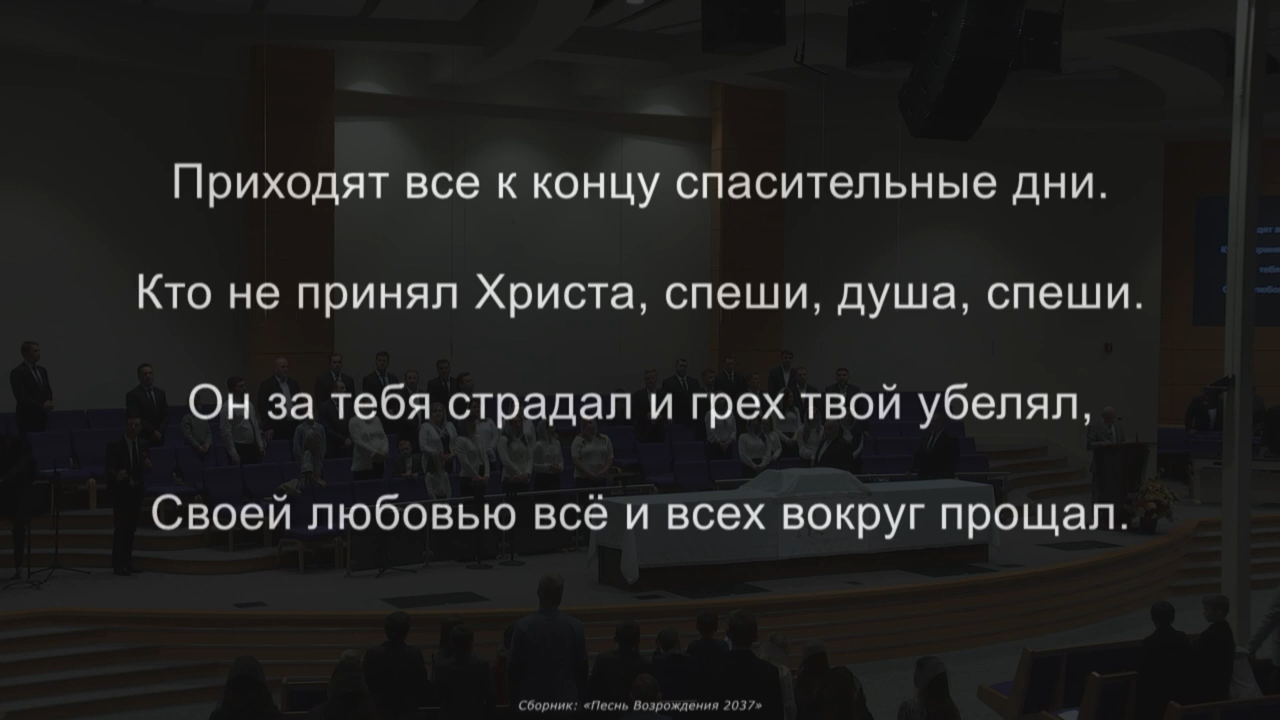 Приходят все к концу спасительные дни.
Кто не принял Христа, спеши, душа, спеши.
Он за тебя страдал и грех твой убелял,
Своей любовью всё и всех вокруг прощал.
Сборник: «Песнь Возрождения 2037»